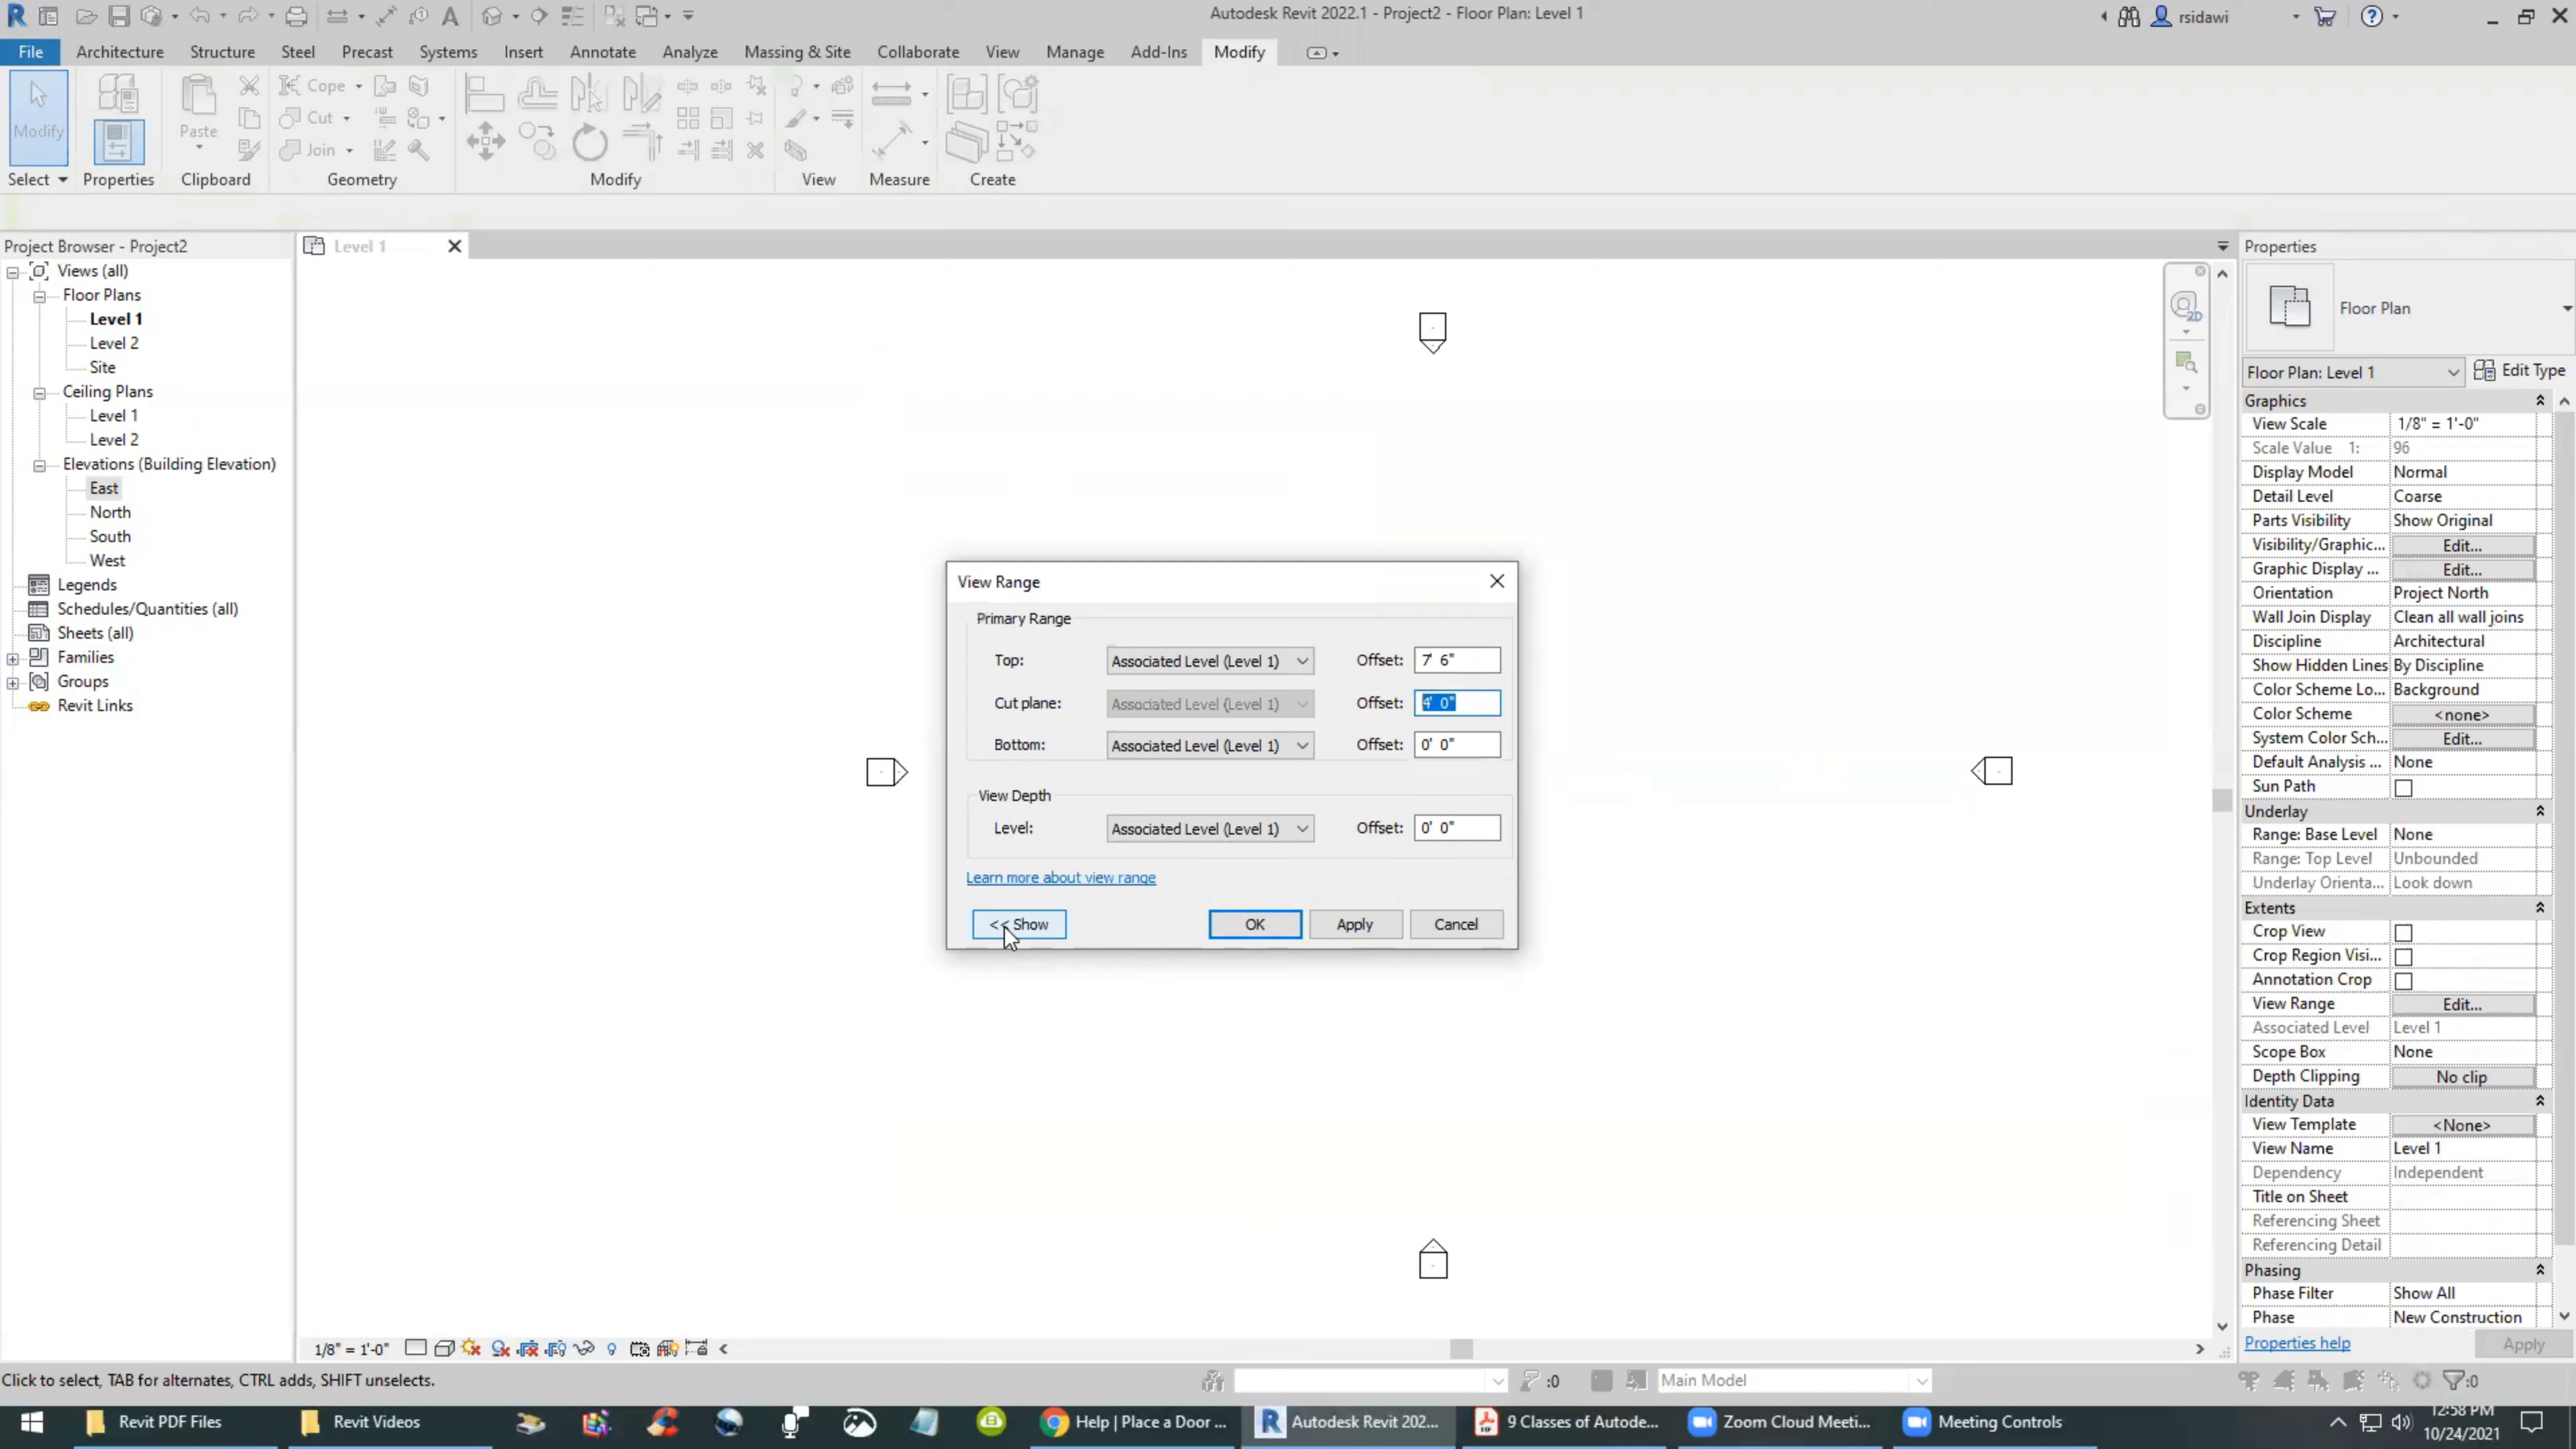 Autodesk Revit 2022.1 - Project2 - Floor Plan: Level 1
rsidawi
File Architecture Structure Steel Precast Systems Insert Annotate Analyze Massing & Site Collaborate View Manage Add-Ins Modify
Modify
Paste
Cope
Cut
Join
Select Properties Clipboard Geometry Modify View Measure Create
Project Browser - Project2
Views (all)
Floor Plans
Level 1
Level 2
Site
Ceiling Plans
Level 1
Level 2
Elevations (Building Elevation)
East
North
South
West
Legends
Schedules/Quantities (all)
Sheets (all)
Families
Groups
Revit Links
Level 1
2D
View Range
Primary Range
Top: Associated Level (Level 1) Offset: 7' 6"
Cut plane: Associated Level (Level 1) Offset: 4' 0"
Bottom: Associated Level (Level 1) Offset: 0' 0"
View Depth
Level: Associated Level (Level 1) Offset: 0' 0"
Learn more about view range
<< Show OK Apply Cancel
Properties
Floor Plan
Floor Plan: Level 1 Edit Type
Graphics
View Scale 1/8" = 1'-0"
Scale Value 1: 96
Display Model Normal
Detail Level Coarse
Parts Visibility Show Original
Visibility/Graphic... Edit...
Graphic Display ... Edit...
Orientation Project North
Wall Join Display Clean all wall joins
Discipline Architectural
Show Hidden Lines By Discipline
Color Scheme Lo... Background
Color Scheme <none>
System Color Sch... Edit...
Default Analysis ... None
Sun Path
Underlay
Range: Base Level None
Range: Top Level Unbounded
Underlay Orienta... Look down
Extents
Crop View
Crop Region Visi...
Annotation Crop
View Range Edit...
Associated Level Level 1
Scope Box None
Depth Clipping No clip
Identity Data
View Template <None>
View Name Level 1
Dependency Independent
Title on Sheet
Referencing Sheet
Referencing Detail
Phasing
Phase Filter Show All
Phase New Construction
Properties help Apply
1/8" = 1'-0"
Click to select, TAB for alternates, CTRL adds, SHIFT unselects.
:0
Main Model
:0
Revit PDF Files
Revit Videos
Help | Place a Door ...
Autodesk Revit 202...
9 Classes of Autode...
Zoom Cloud Meeti...
Meeting Controls
12:58 PM
10/24/2021